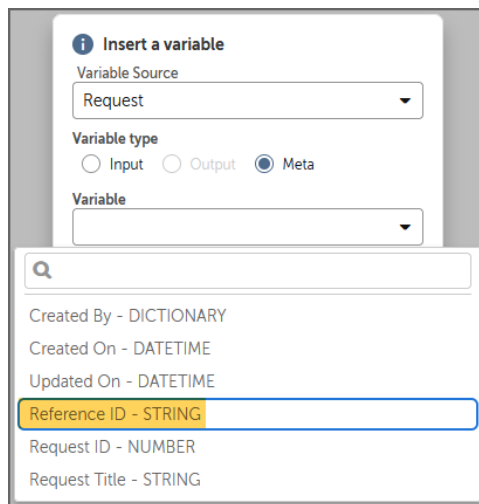 Insert a variable
Variable Source
Request
Variable type
Input Output Meta
Variable
Created By - DICTIONARY
Created On - DATETIME
Updated On - DATETIME
Reference ID - STRING
Request ID - NUMBER
Request Title - STRING